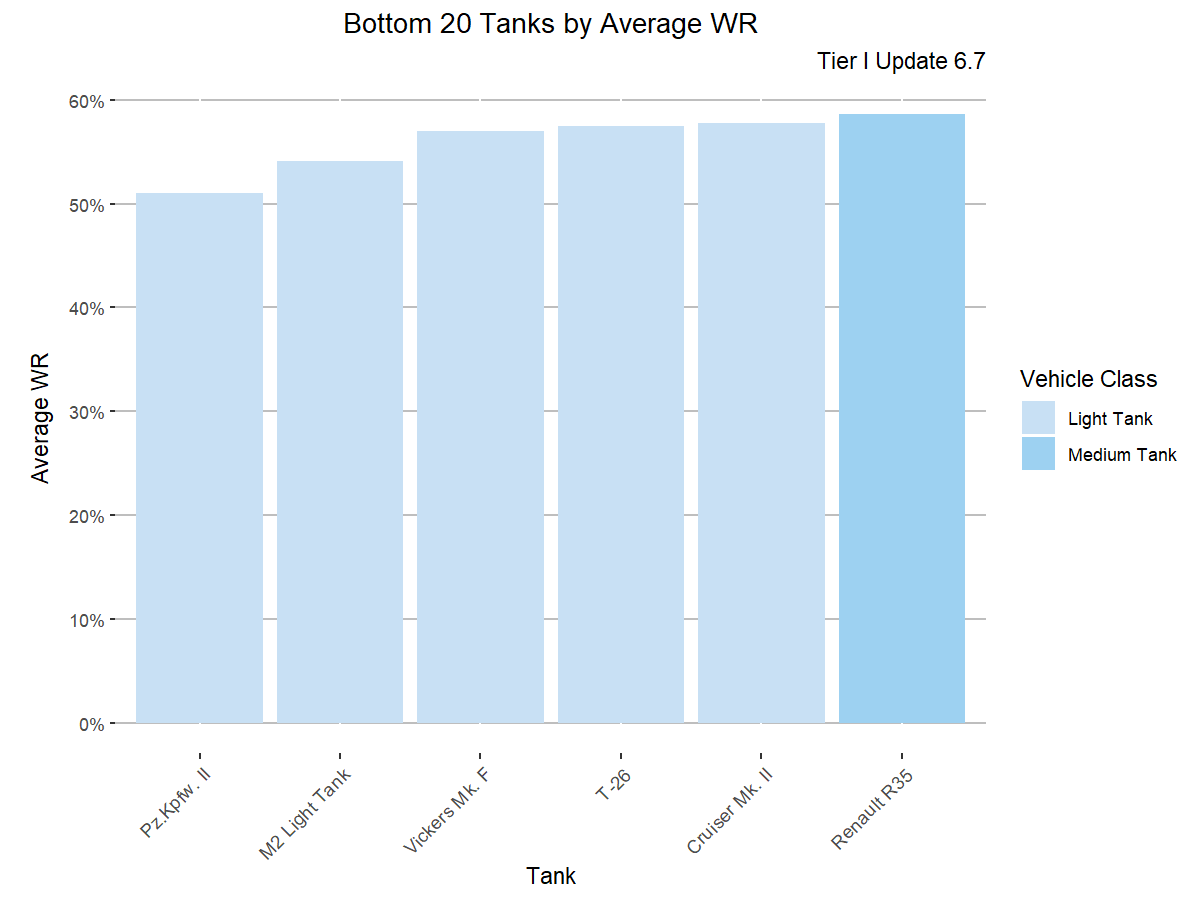 Bottom 20 Tanks by Average WR
Tier I Update 6.7
Average WR
60%
50%
40%
30%
20%
10%
0%
Pz.Kpfw. II
M2 Light Tank
Vickers Mk. F
T-26
Cruiser Mk. II
Renault R35
Tank
Vehicle Class
Light Tank
Medium Tank